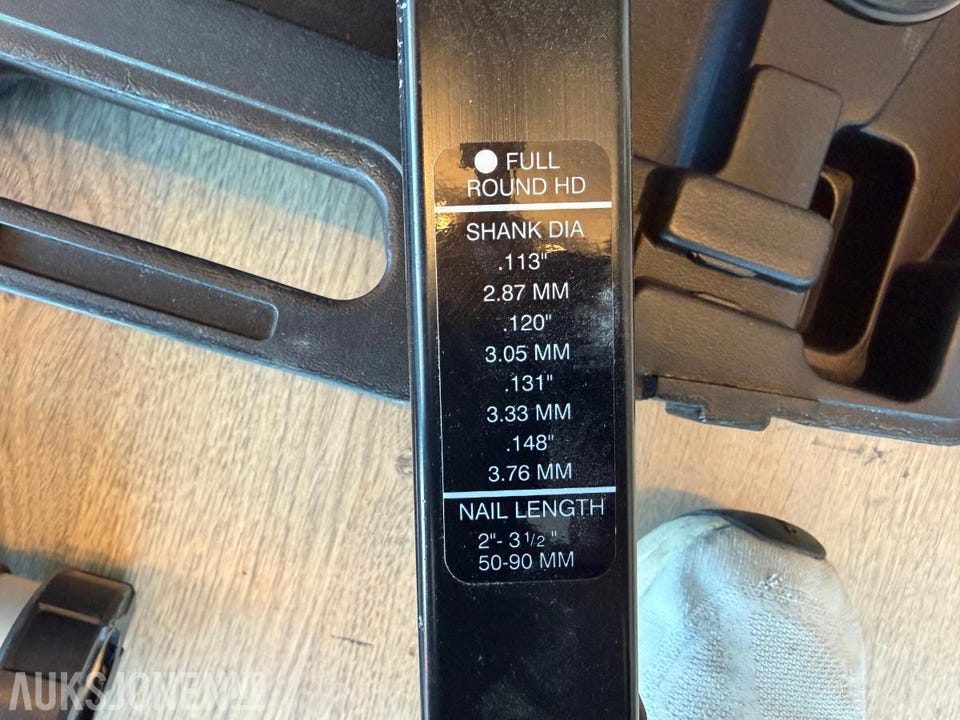 FULL
ROUND HD
SHANK DIA
.113"
2.87 MM
.120"
3.05 MM
.131"
3.33 MM
.148"
3.76 MM
NAIL LENGTH
2"- 3 1/2 "
50-90 MM
AUKSJONEN.NO